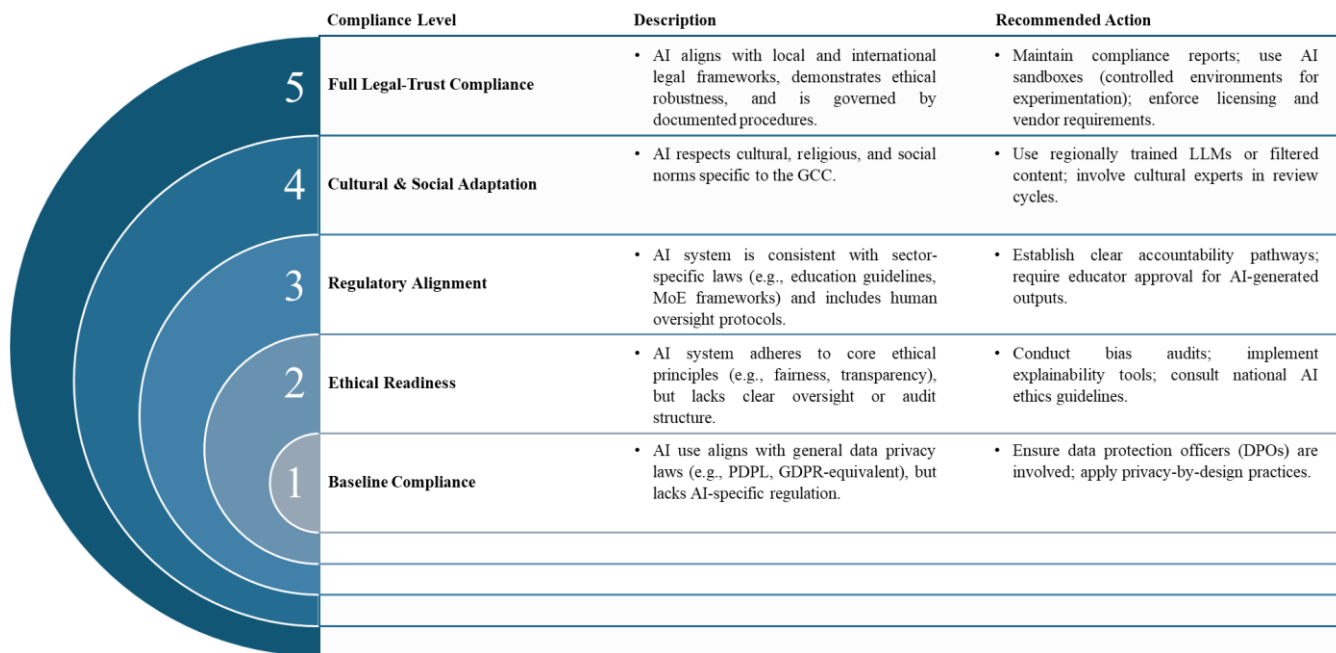 Compliance Level Description Recommended Action
5
Full Legal-Trust Compliance
• AI aligns with local and international
legal frameworks, demonstrates ethical
robustness, and is governed by
documented procedures.
• Maintain compliance reports; use AI
sandboxes (controlled environments for
experimentation); enforce licensing and
vendor requirements.
4
Cultural & Social Adaptation
• AI respects cultural, religious, and social
norms specific to the GCC.
• Use regionally trained LLMs or filtered
content; involve cultural experts in review
cycles.
3
Regulatory Alignment
• AI system is consistent with sector-
specific laws (e.g., education guidelines,
MoE frameworks) and includes human
oversight protocols.
• Establish clear accountability pathways;
require educator approval for AI-generated
outputs.
2
Ethical Readiness
• AI system adheres to core ethical
principles (e.g., fairness, transparency),
but lacks clear oversight or audit
structure.
• Conduct bias audits; implement
explainability tools; consult national AI
ethics guidelines.
1
Baseline Compliance
• AI use aligns with general data privacy
laws (e.g., PDPL, GDPR-equivalent), but
lacks AI-specific regulation.
• Ensure data protection officers (DPOs) are
involved; apply privacy-by-design practices.